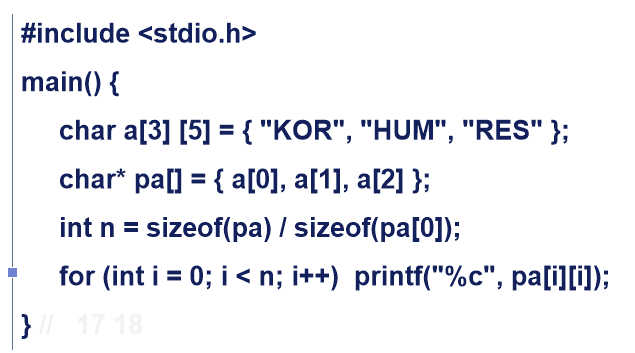 #include <stdio.h>
main() {
char a[3] [5] = { "KOR", "HUM", "RES" };
char* pa[] = { a[0], a[1], a[2] };
int n = sizeof(pa) / sizeof(pa[0]);
for (int i = 0; i < n; i++) printf("%c", pa[i][i]);
} // 17 18